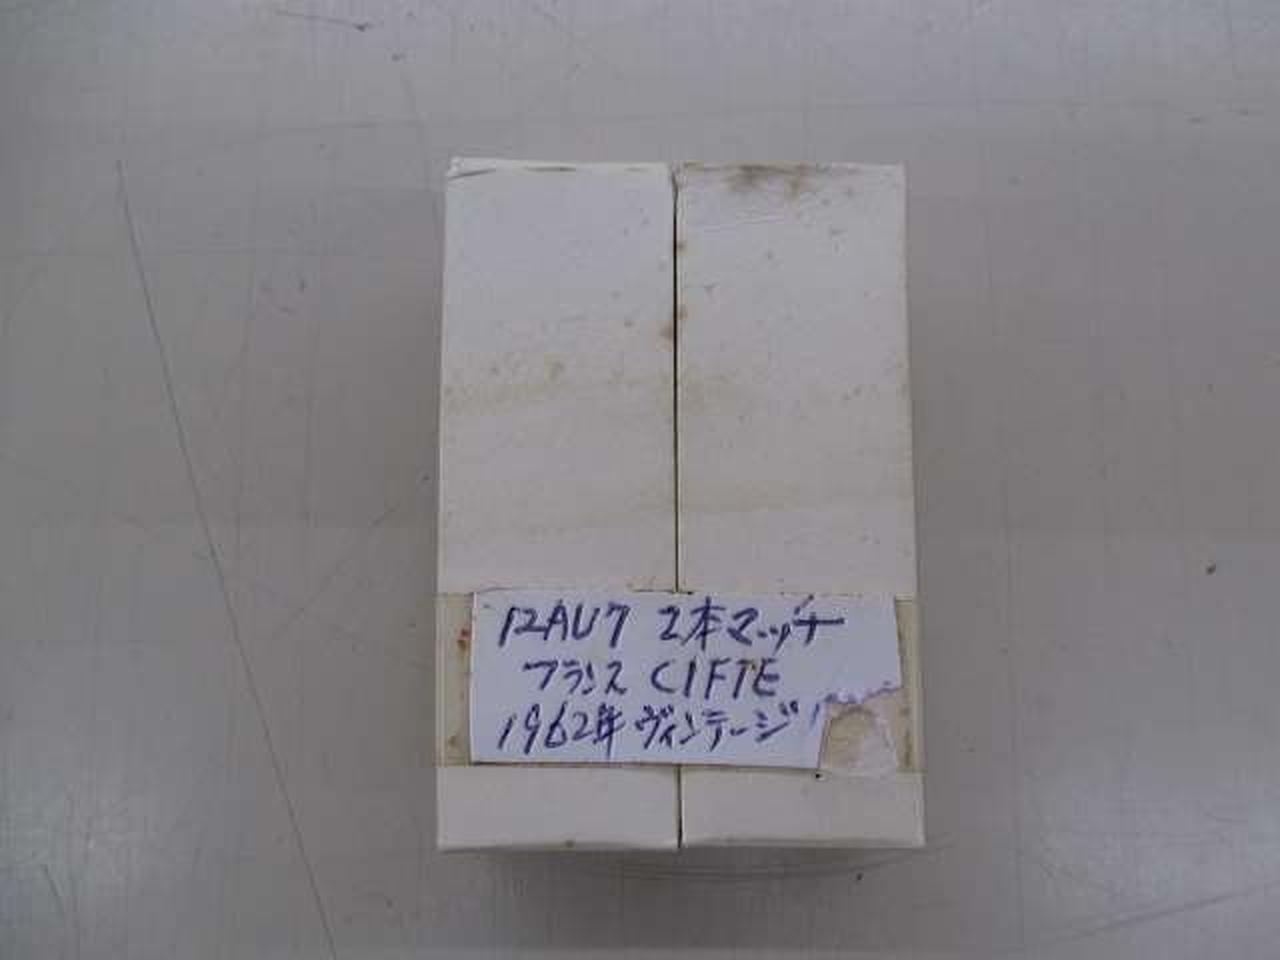 12AU7 2本マッチ
フランス CIFTE
1962年 ヴィンテージ